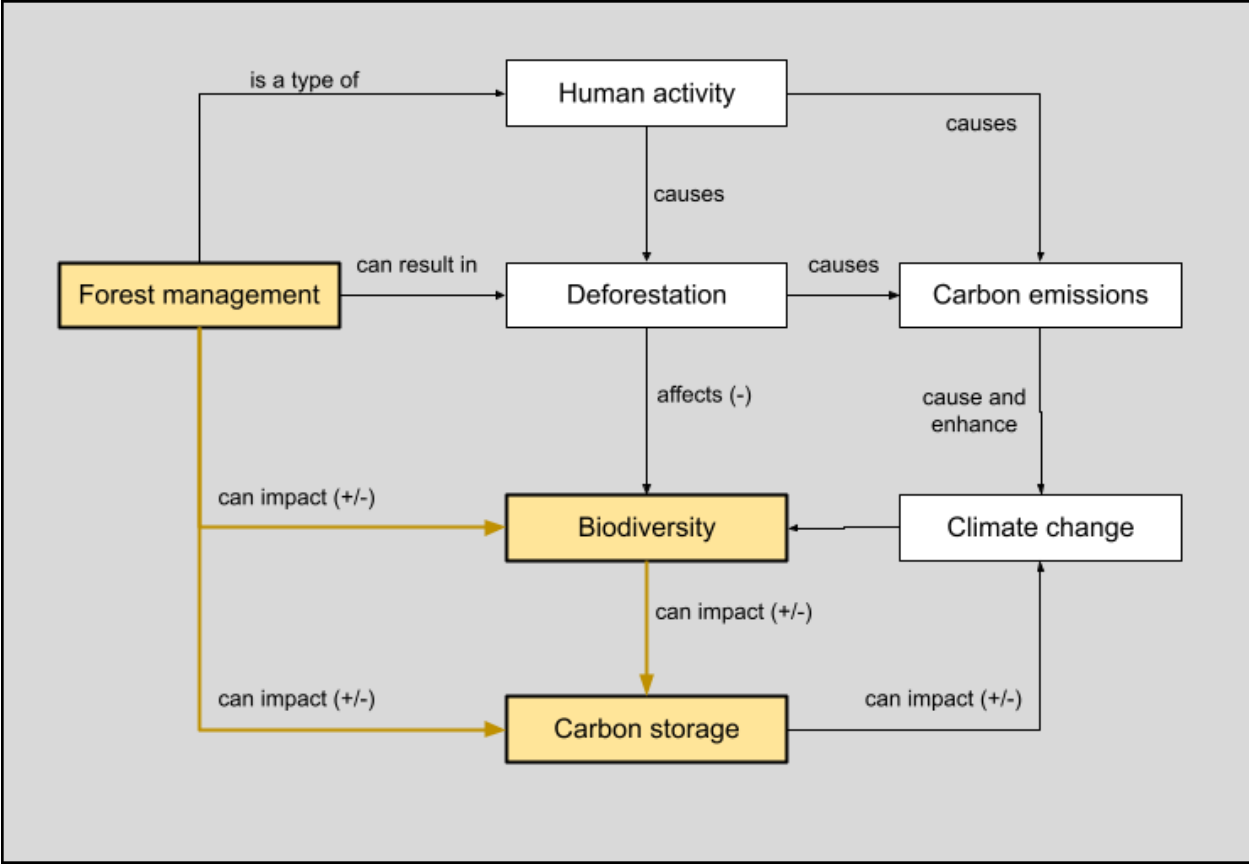 is a type of
Human activity
causes
causes
Forest management
can result in
Deforestation
causes
Carbon emissions
affects (-)
cause and
enhance
can impact (+/-)
Biodiversity
Climate change
can impact (+/-)
can impact (+/-)
Carbon storage
can impact (+/-)